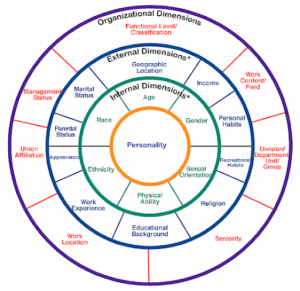 Organizational Dimensions
Functional Level/
Classification
External Dimensions*
Geographic
Location
Management
Status
Marital
Status
Income
Work
Content/
Field
Internal Dimensions*
Age
Race
Gender
Personal
Habits
Parental
Status
Personality
Union
Affiliation
Appearance
Recreational
Habits
Division/
Department
Unit/
Group
Ethnicity
Sexual
Orientation
Physical
Ability
Work
Experience
Religion
Educational
Background
Work
Location
Seniority